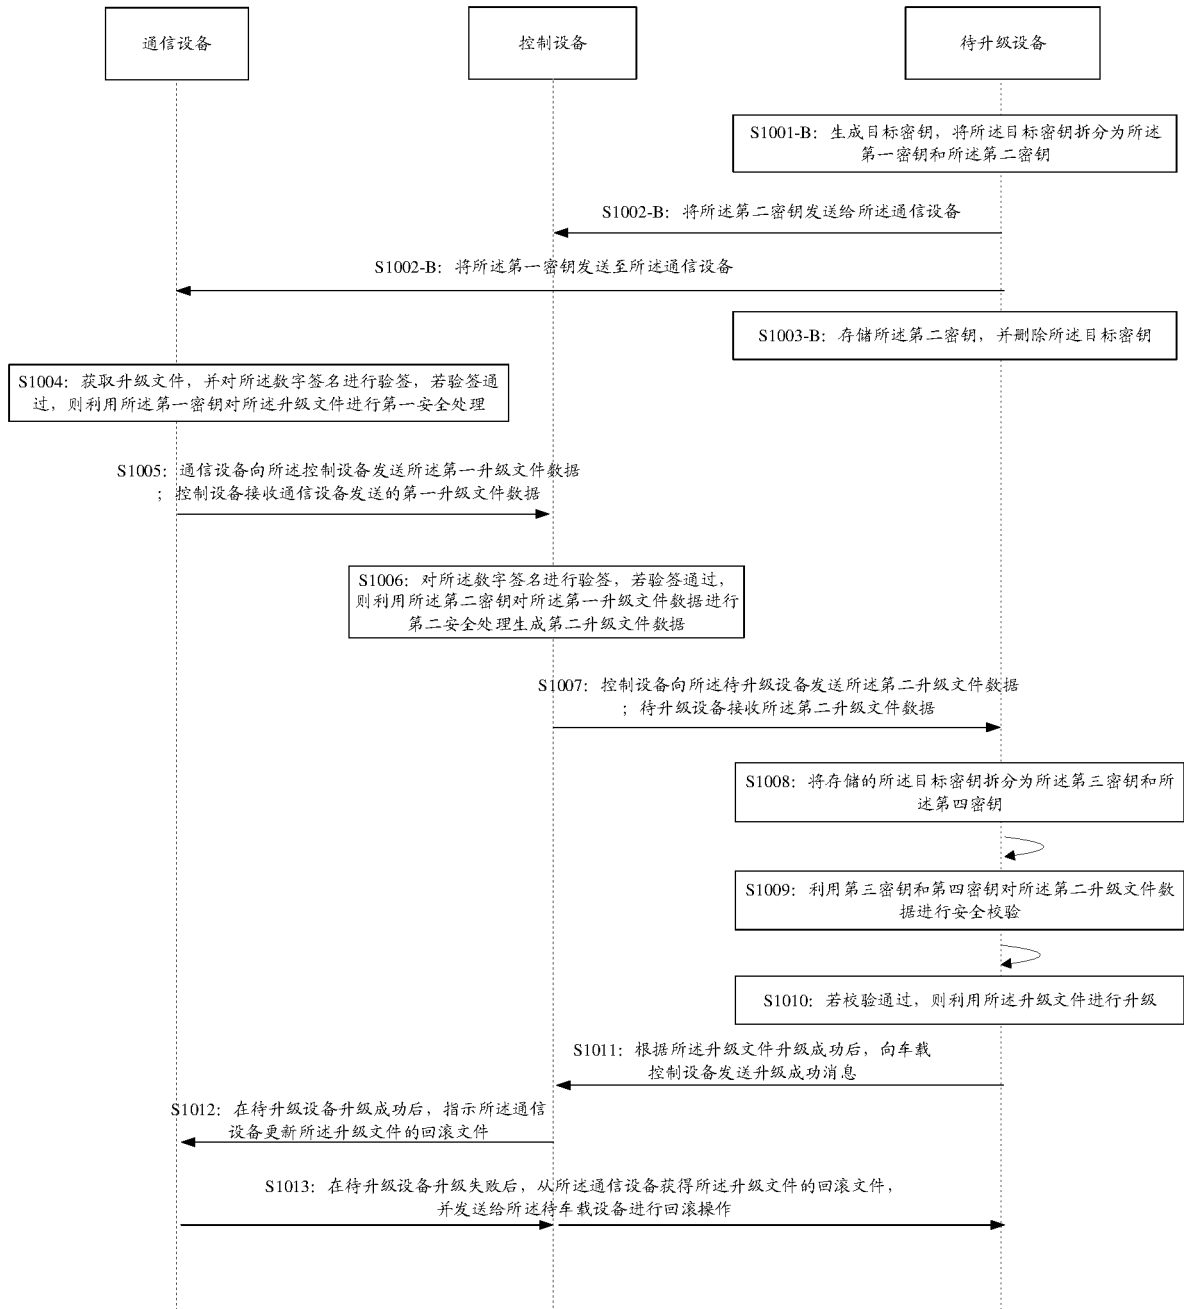 通信设备
控制设备
待升级设备
S1001-B：生成目标密钥，将所述目标密钥拆分为所述
第一密钥和所述第二密钥
S1002-B：将所述第二密钥发送给所述通信设备
S1002-B：将所述第一密钥发送至所述通信设备
S1003-B：存储所述第二密钥，并删除所述目标密钥
S1004：获取升级文件，并对所述数字签名进行验签，若验签通
过，则利用所述第一密钥对所述升级文件进行第一安全处理
S1005：通信设备向所述控制设备发送所述第一升级文件数据
；控制设备接收通信设备发送的第一升级文件数据
S1006：对所述数字签名进行验签，若验签通过，
则利用所述第二密钥对所述第一升级文件数据进行
第二安全处理生成第二升级文件数据
S1007：控制设备向所述待升级设备发送所述第二升级文件数据
；待升级设备接收所述第二升级文件数据
S1008：将存储的所述目标密钥拆分为所述第三密钥和所
述第四密钥
S1009：利用第三密钥和第四密钥对所述第二升级文件数
据进行安全校验
S1010：若校验通过，则利用所述升级文件进行升级
S1011：根据所述升级文件升级成功后，向车载
控制设备发送升级成功消息
S1012：在待升级设备升级成功后，指示所述通信
设备更新所述升级文件的回滚文件
S1013：在待升级设备升级失败后，从所述通信设备获得所述升级文件的回滚文件，
并发送给所述待车载设备进行回滚操作